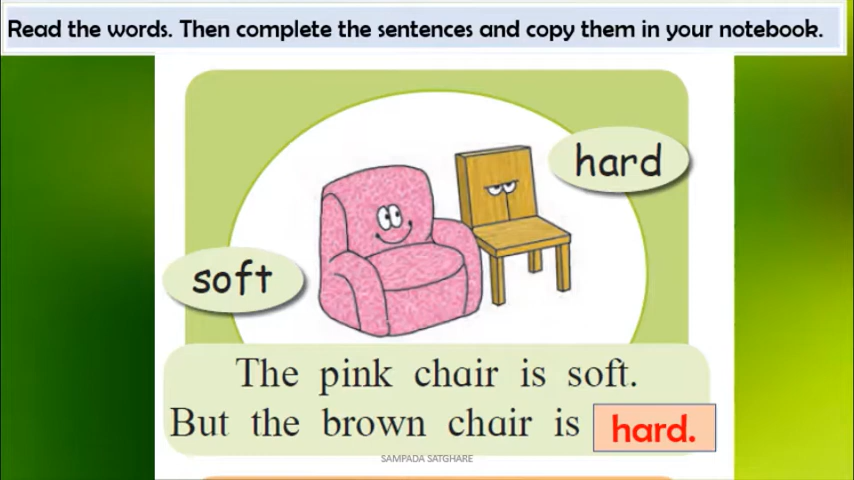 Read the words. Then complete the sentences and copy them in your notebook.
hard
soft
The pink chair is soft.
But the brown chair is hard.
SAMPADA SATGHARE